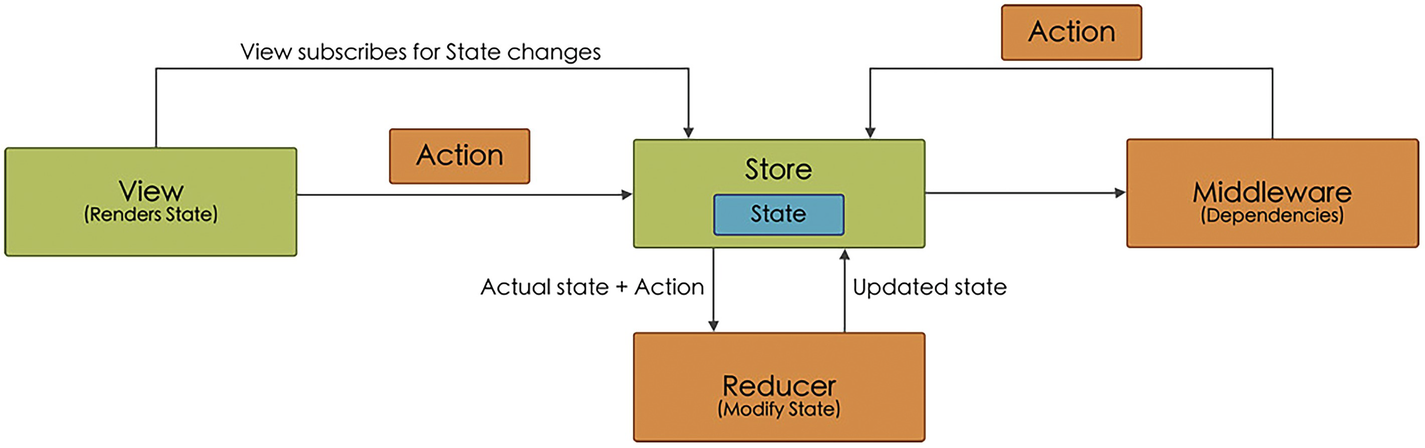 Action
View subscribes for State changes
Action
View
(Renders State)
Store
State
Middleware
(Dependencies)
Actual state + Action
Updated state
Reducer
(Modify State)